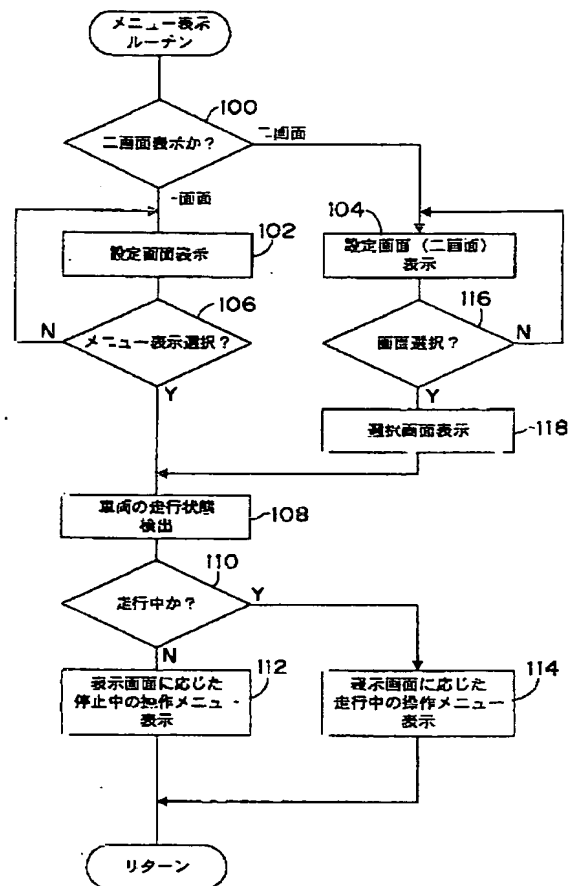 メニュー表示
ルーチン
100
二画面表示か?
二画面
一画面
102
設定画面表示
104
設定画面(二画面)
表示
106
メニュー表示選択?
N
Y
116
画面選択?
N
Y
選択画面表示
118
車両の走行状態
検出
108
110
走行中か?
Y
N
112
表示画面に応じた
停止中の操作メニュー
表示
114
表示画面に応じた
走行中の操作メニュー
表示
リターン